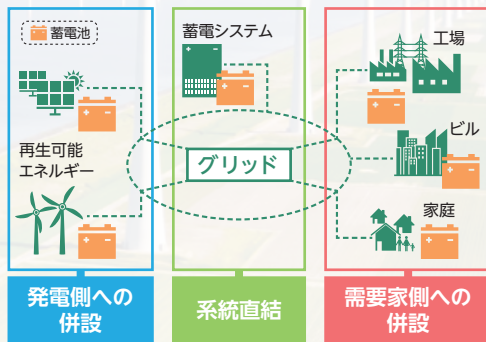 蓄電池
再生可能
エネルギー
発電側への
併設
蓄電システム
グリッド
系統直結
工場
ビル
家庭
需要家側への
併設